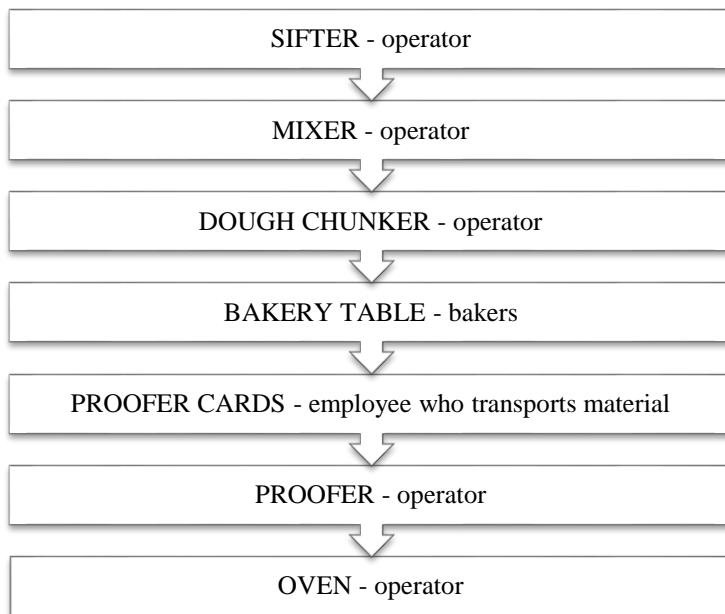 SIFTER - operator
MIXER - operator
DOUGH CHUNKER - operator
BAKERY TABLE - bakers
PROOFER CARDS - employee who transports material
PROOFER - operator
OVEN - operator